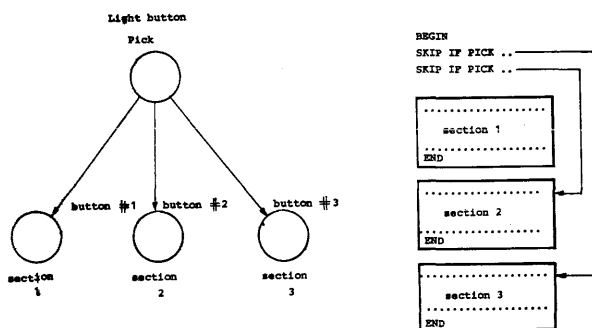 Light button
Pick
button #1
button #2
button #3
section
1
section
2
section
3
BEGIN
SKIP IF PICK ..
SKIP IF PICK ..
section 1
END
section 2
END
section 3
END